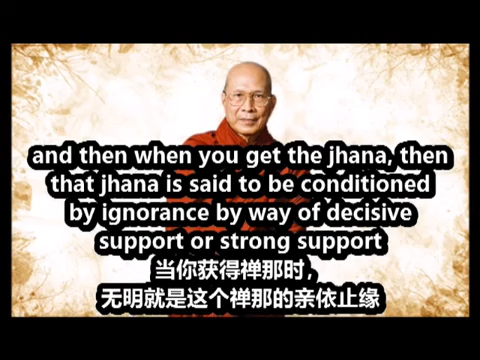 and then when you get the jhana, then
that jhana is said to be conditioned
by ignorance by way of decisive
support or strong support
当你获得禅那时，
无明就是这个禅那的亲依止缘